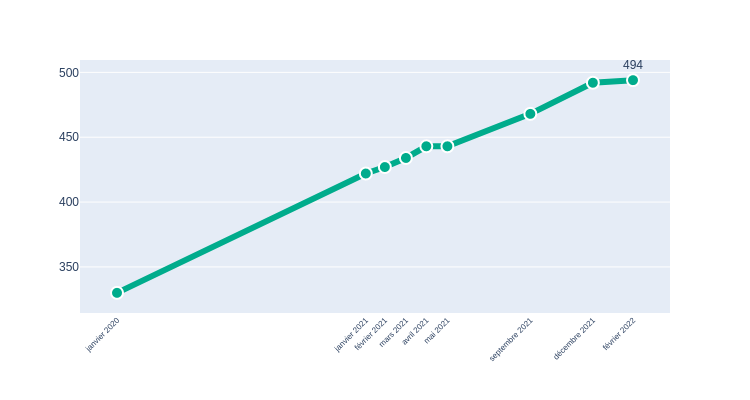 494
500
450
400
350
janvier 2020
janvier 2021
février 2021
mars 2021
avril 2021
mai 2021
septembre 2021
décembre 2021
février 2022